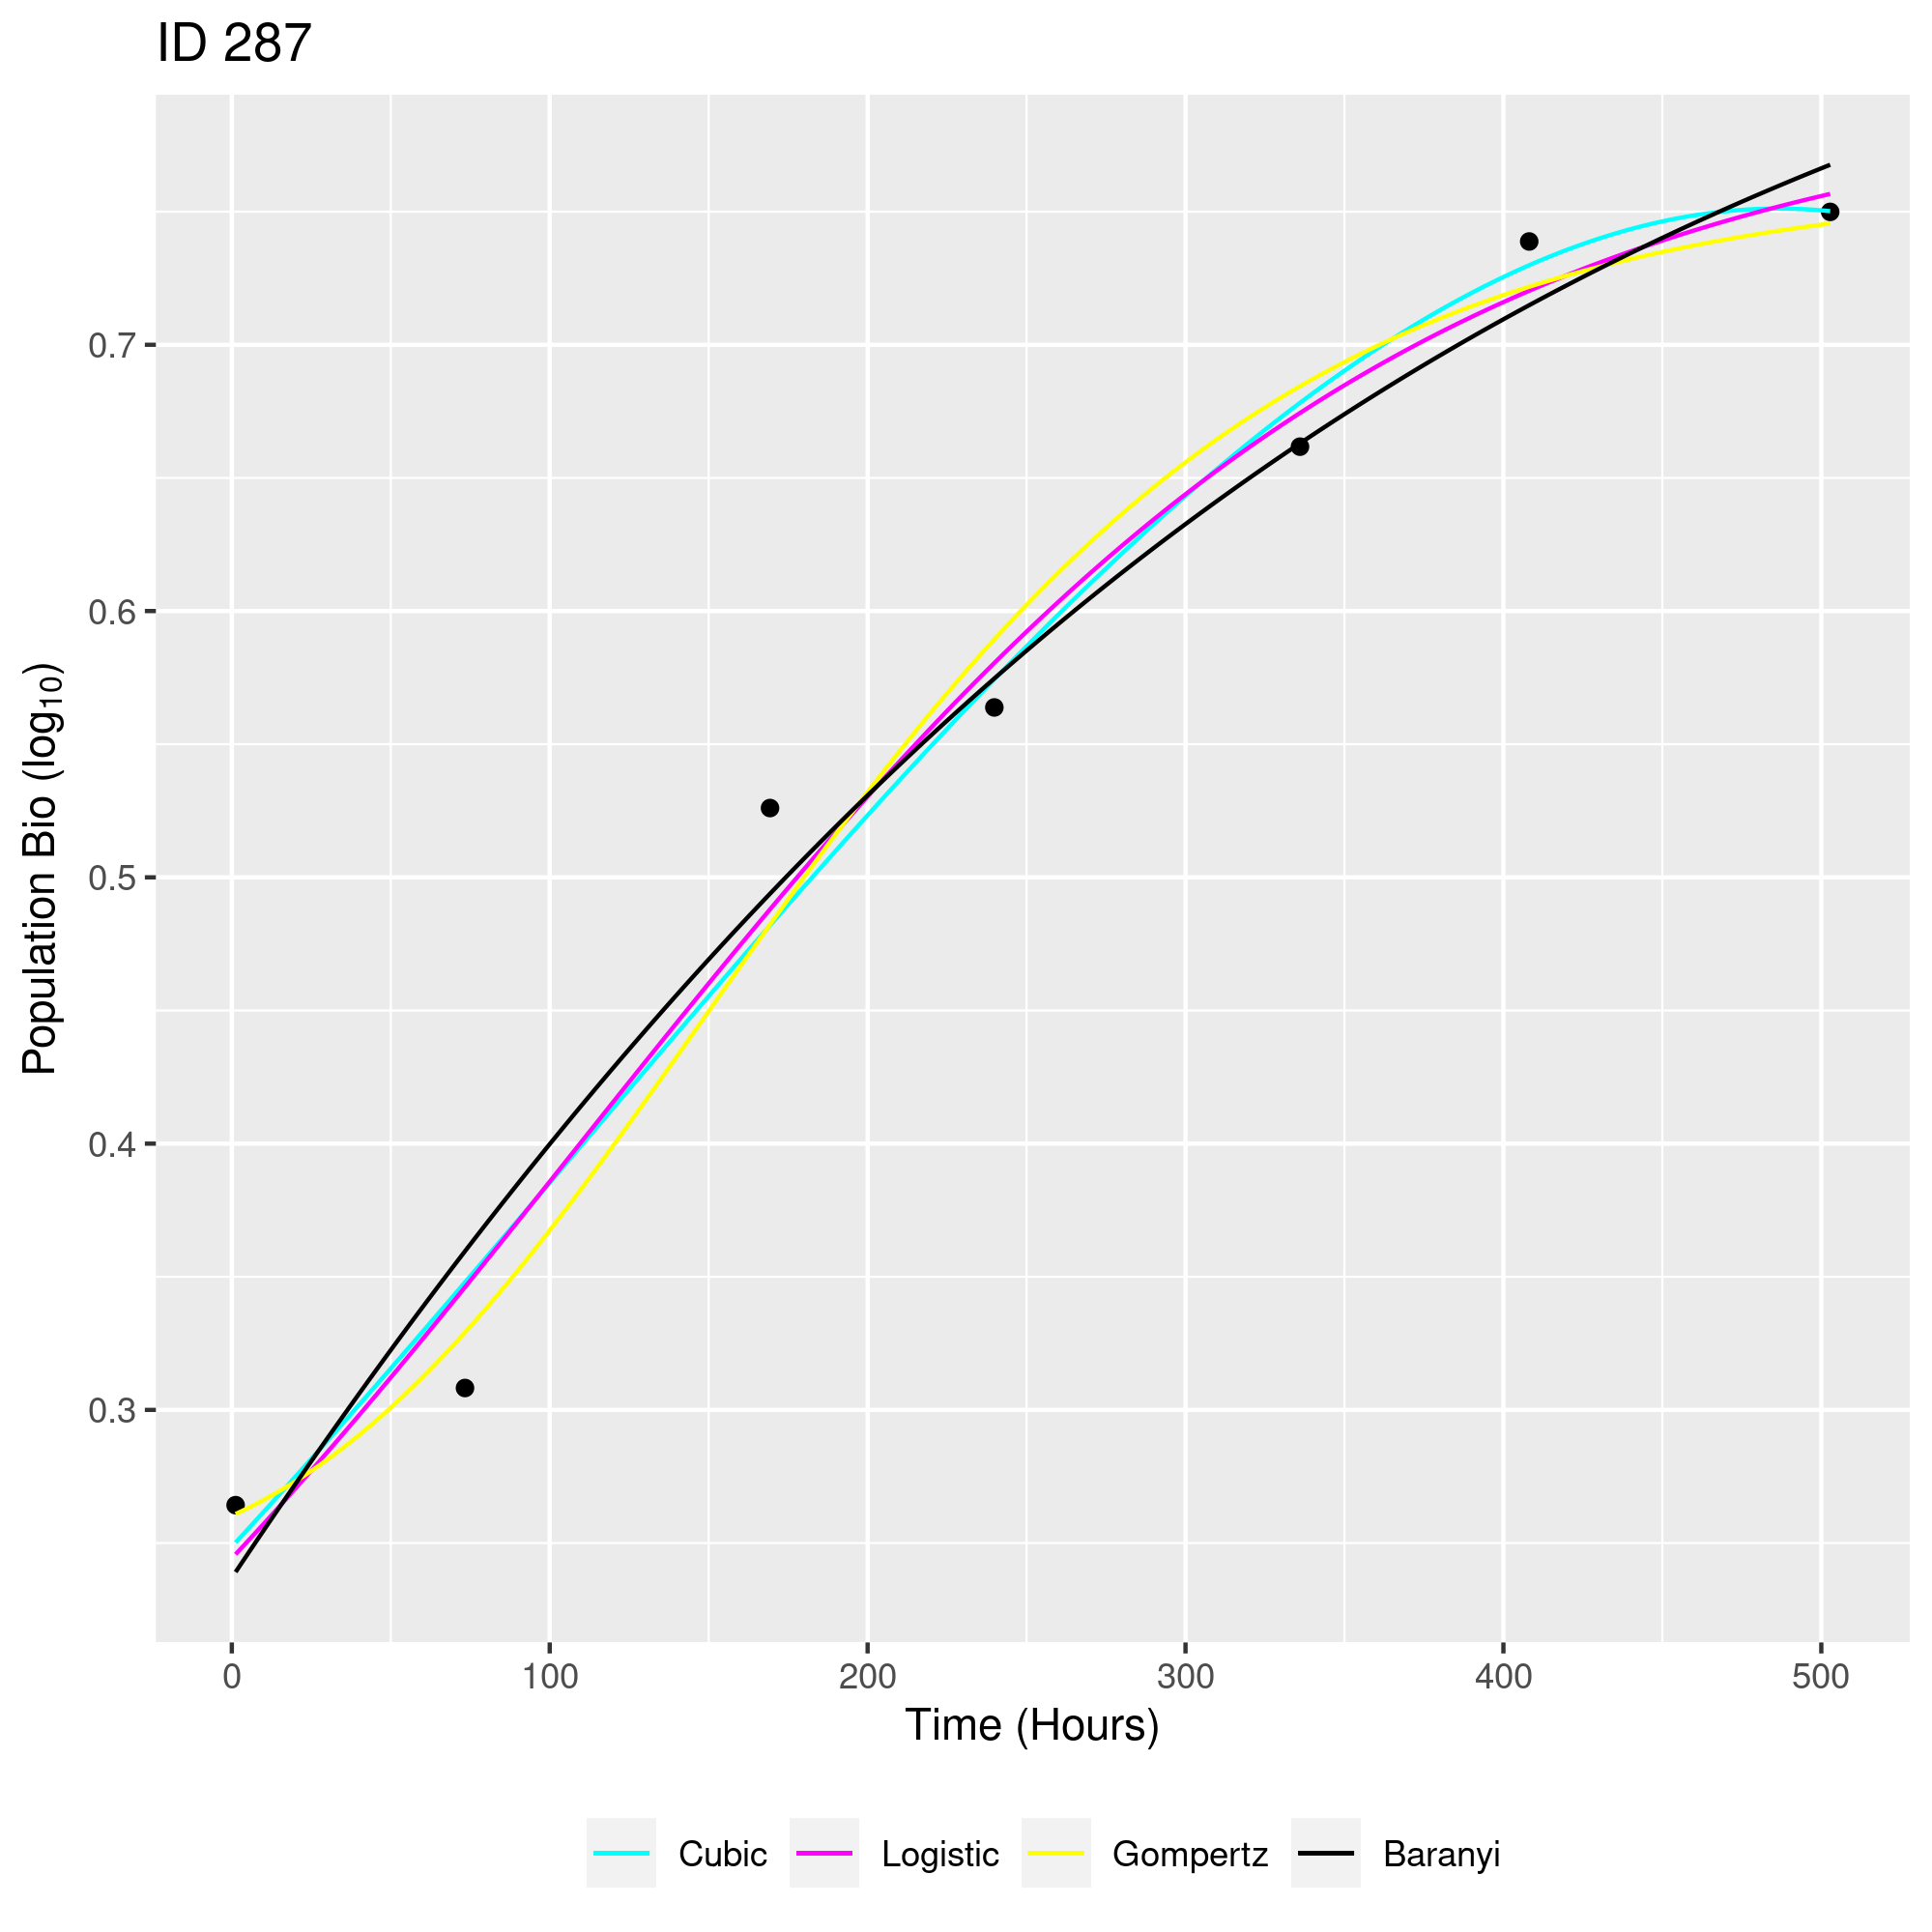 ID 287
Population Bio (log₁₀)
0.7
0.6
0.5
0.4
0.3
0 100 200 300 400 500
Time (Hours)
Cubic Logistic Gompertz Baranyi